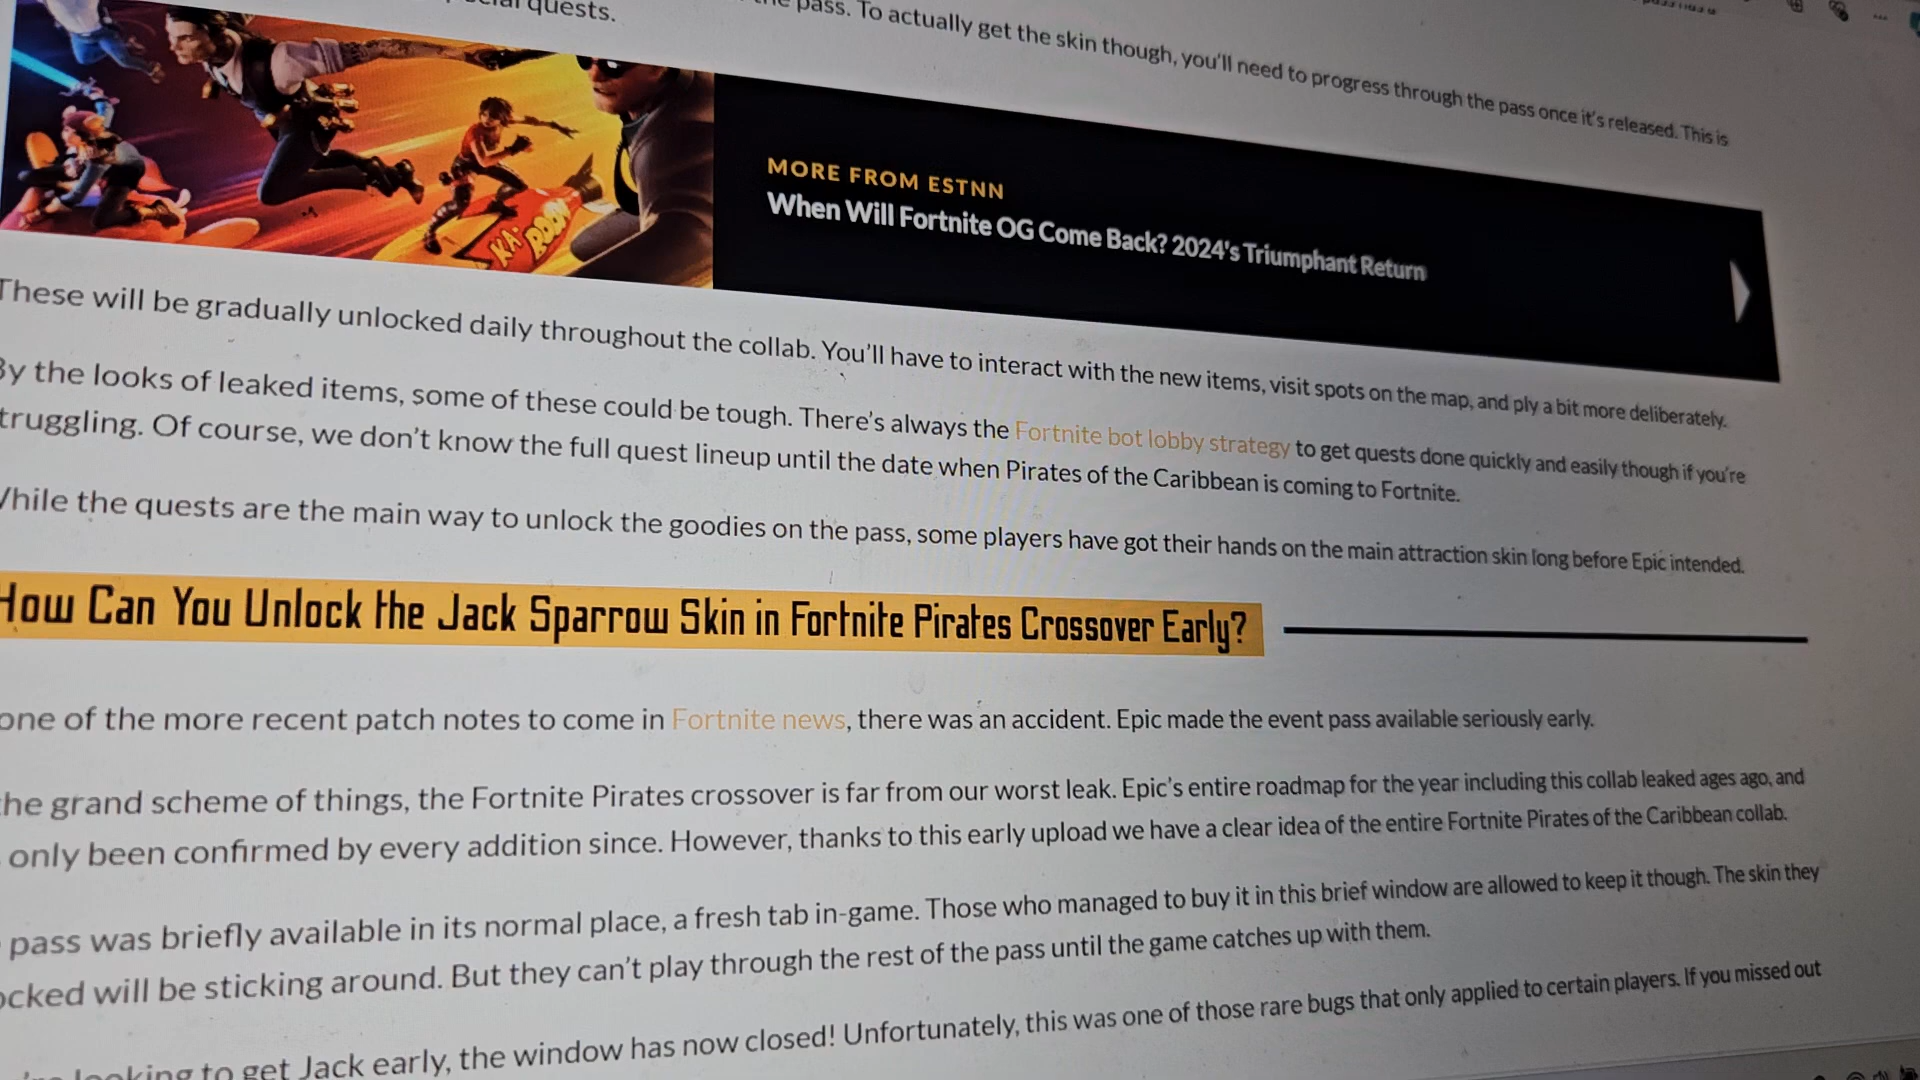 quests.
the pass. To actually get the skin though, you'll need to progress through the pass once it's released. This is
KA-
BOOM
MORE FROM ESTNN
When Will Fortnite OG Come Back? 2024's Triumphant Return
These will be gradually unlocked daily throughout the collab. You'll have to interact with the new items, visit spots on the map, and ply a bit more deliberately.
By the looks of leaked items, some of these could be tough. There's always the Fortnite bot lobby strategy to get quests done quickly and easily though if you're
truggling. Of course, we don't know the full quest lineup until the date when Pirates of the Caribbean is coming to Fortnite.
While the quests are the main way to unlock the goodies on the pass, some players have got their hands on the main attraction skin long before Epic intended.
How Can You Unlock the Jack Sparrow Skin in Fortnite Pirates Crossover Early?
one of the more recent patch notes to come in Fortnite news, there was an accident. Epic made the event pass available seriously early.
the grand scheme of things, the Fortnite Pirates crossover is far from our worst leak. Epic's entire roadmap for the year including this collab leaked ages ago, and
only been confirmed by every addition since. However, thanks to this early upload we have a clear idea of the entire Fortnite Pirates of the Caribbean collab.
pass was briefly available in its normal place, a fresh tab in-game. Those who managed to buy it in this brief window are allowed to keep it though. The skin they
ocked will be sticking around. But they can't play through the rest of the pass until the game catches up with them.
looking to get Jack early, the window has now closed! Unfortunately, this was one of those rare bugs that only applied to certain players. If you missed out